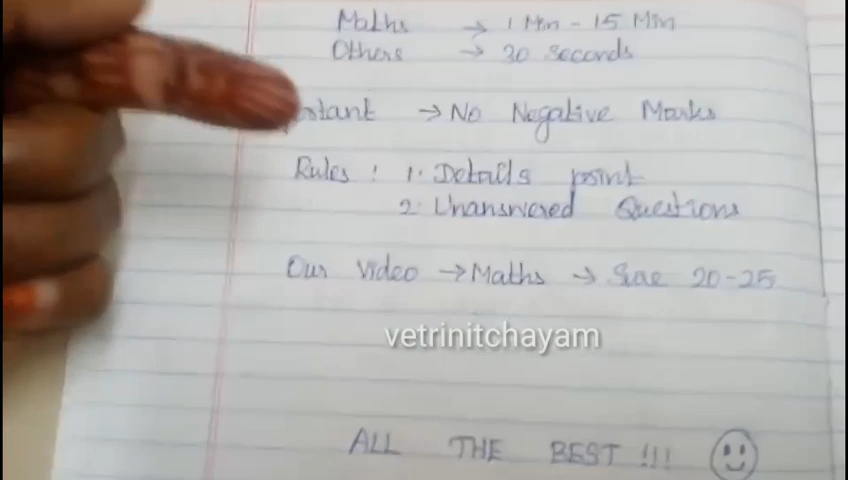 Maths → 1 Min - 15 Min
Others → 30 Seconds
→ No Negative Marks
Rules : 1. Details point
2. Unanswered Questions
Our Video → Maths → Sure 20-25
vetrinitchayam
ALL THE BEST !!!